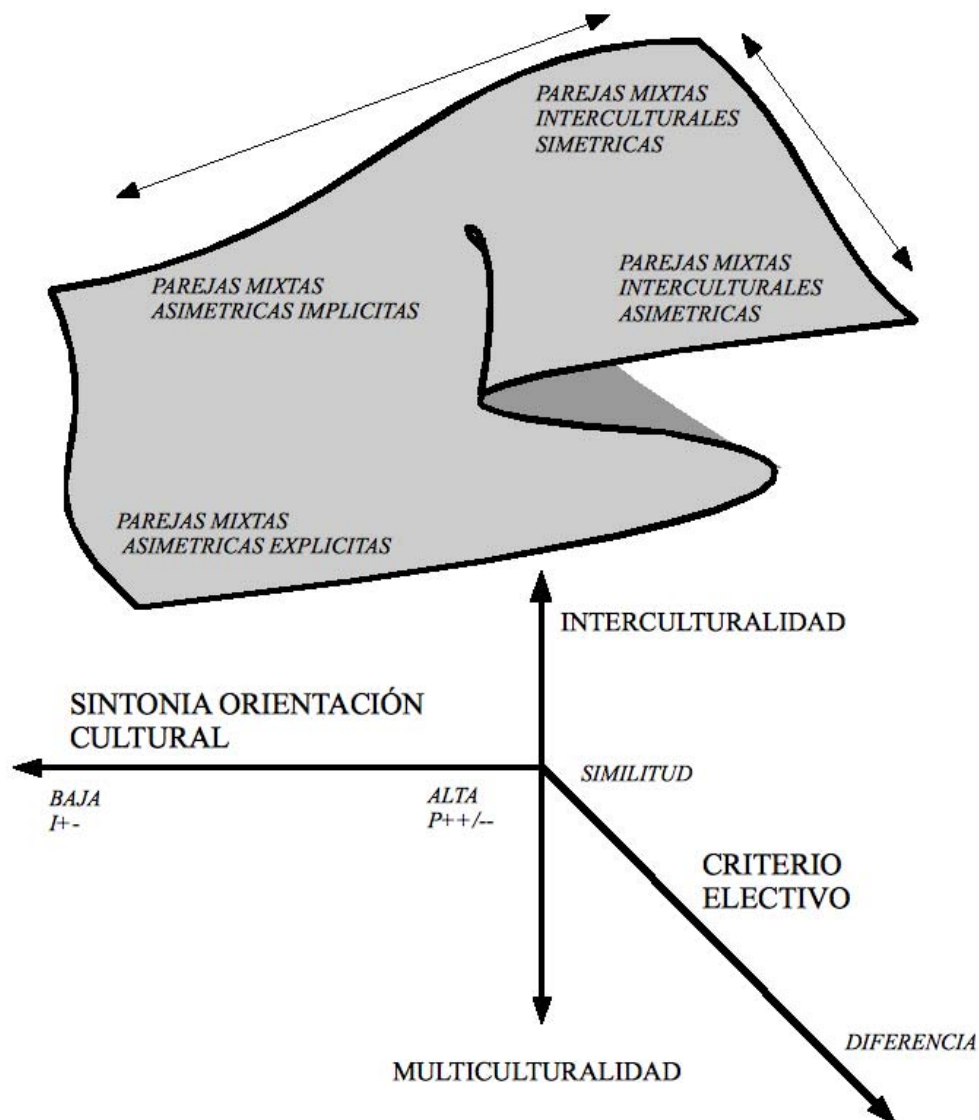 PAREJAS MIXTAS
INTERCULTURALES
SIMETRICAS
PAREJAS MIXTAS
INTERCULTURALES
ASIMETRICAS
PAREJAS MIXTAS
ASIMETRICAS IMPLICITAS
PAREJAS MIXTAS
ASIMETRICAS EXPLICITAS
INTERCULTURALIDAD
SINTONIA ORIENTACIÓN
CULTURAL
SIMILITUD
BAJA
I+-
ALTA
P++/--
CRITERIO
ELECTIVO
DIFERENCIA
MULTICULTURALIDAD